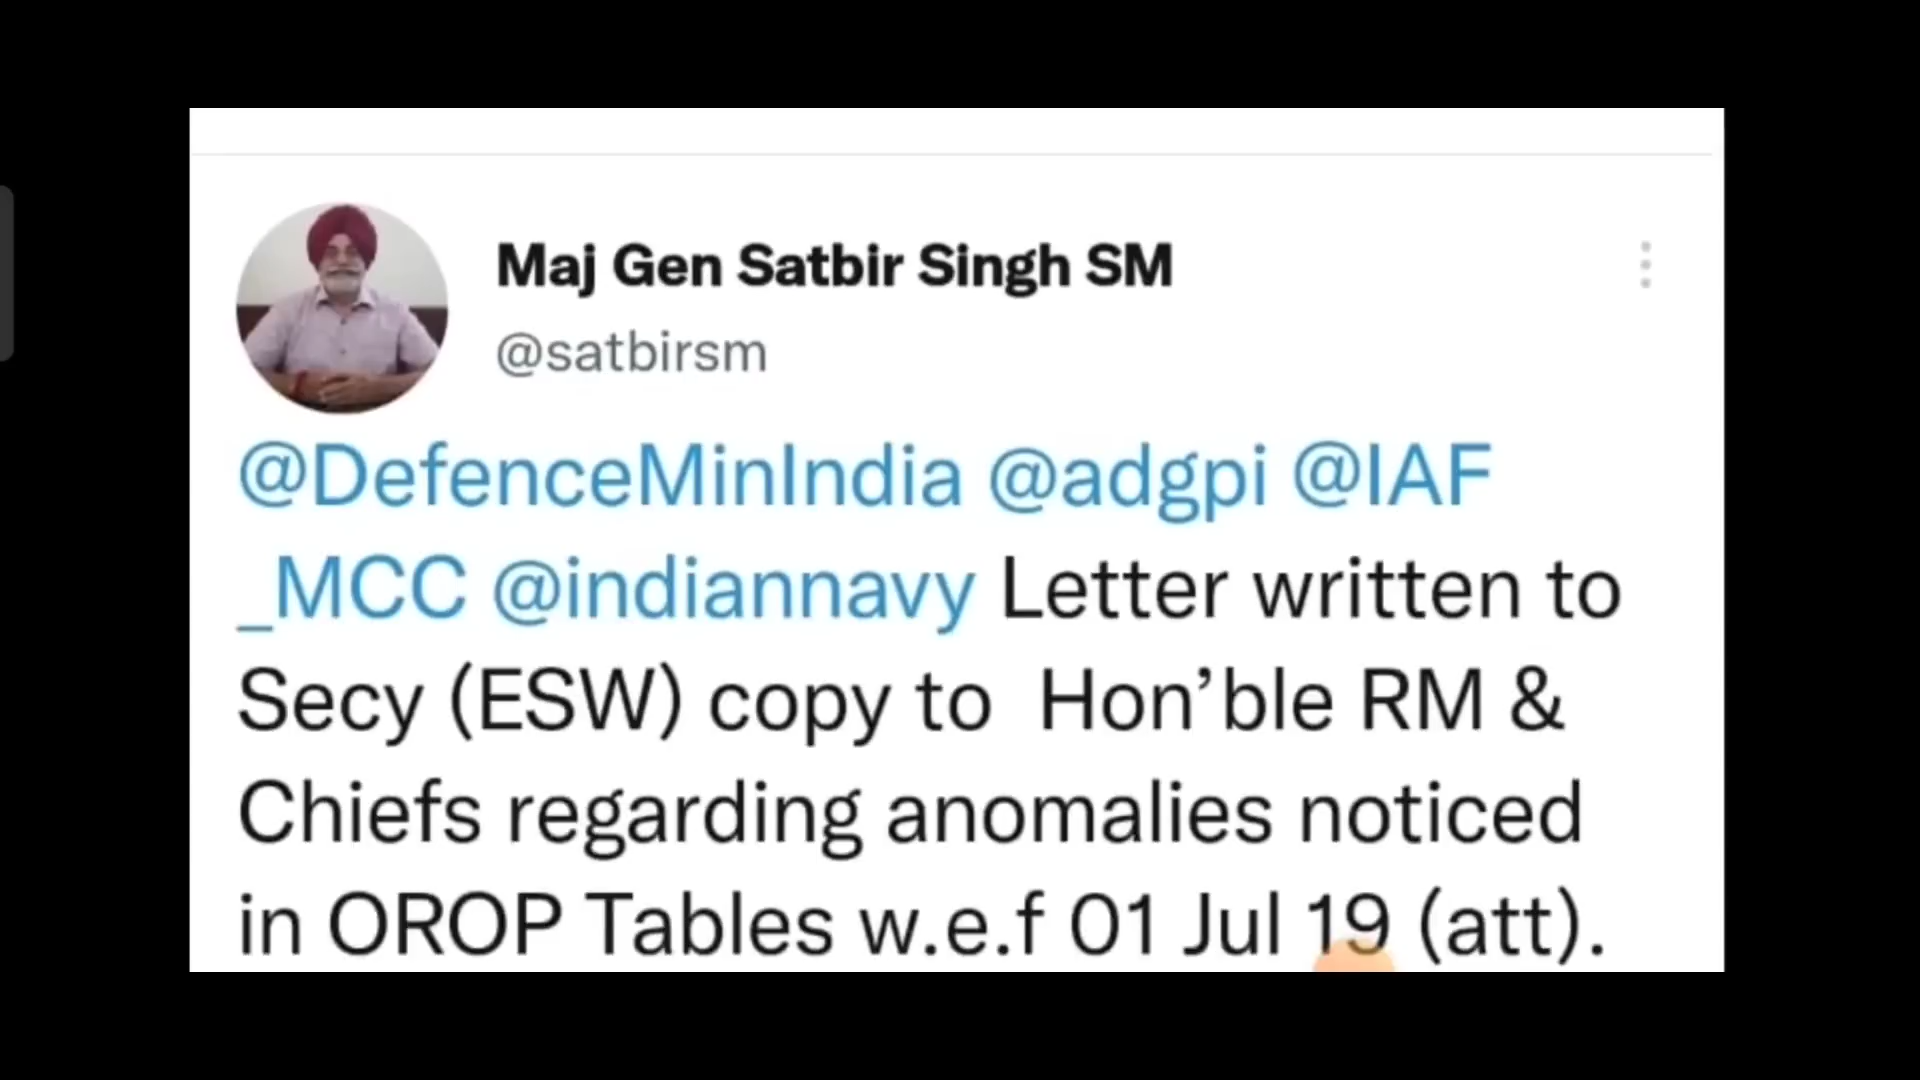 Maj Gen Satbir Singh SM
@satbirsm
@DefenceMinIndia @adgpi @IAF
_MCC @indiannavy Letter written to
Secy (ESW) copy to  Hon’ble RM &
Chiefs regarding anomalies noticed
in OROP Tables w.e.f 01 Jul 19 (att).